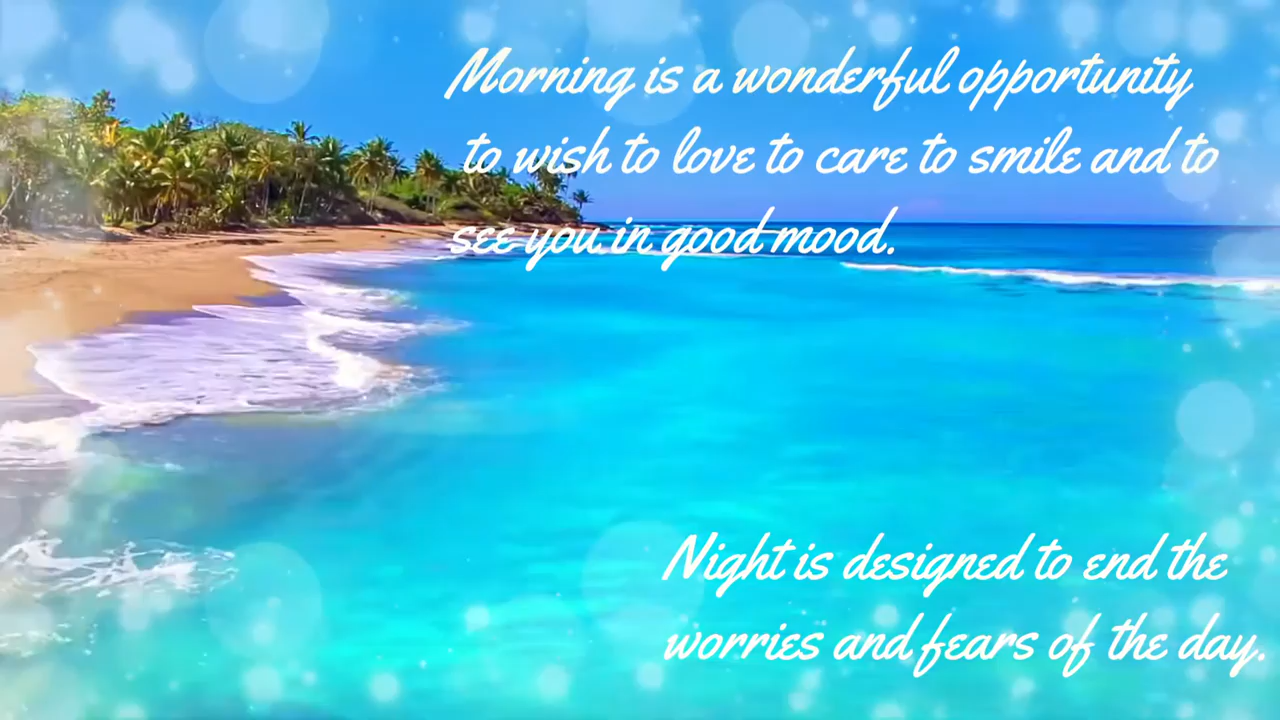 Morning is a wonderful opportunity
to wish to love to care to smile and to
see you in good mood.
Night is designed to end the
worries and fears of the day.